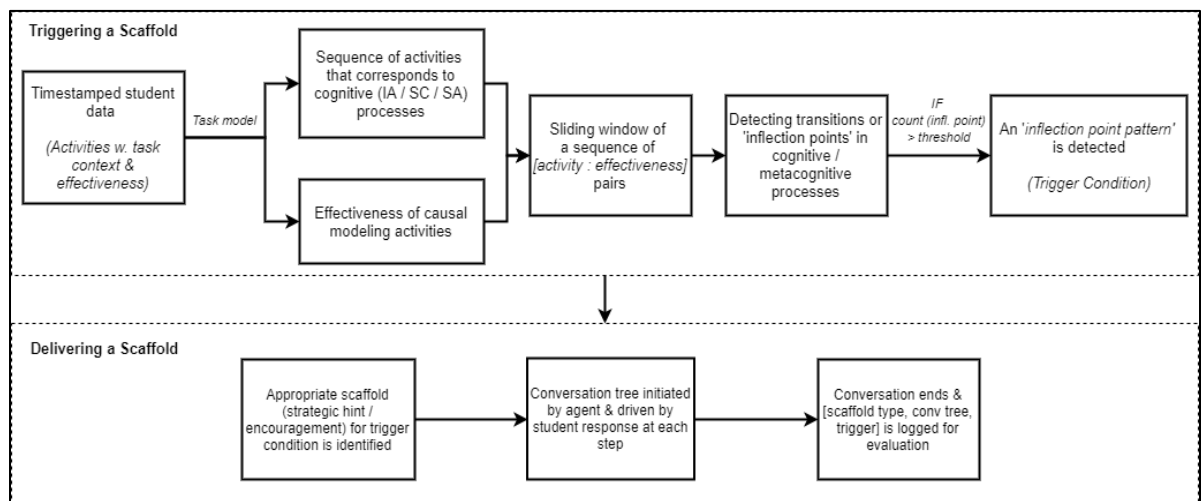 Triggering a Scaffold
Timestamped student
data
(Activities w. task
context &
effectiveness)
Task model
Sequence of activities
that corresponds to
cognitive (IA / SC / SA)
processes
Effectiveness of causal
modeling activities
Sliding window of
a sequence of
[activity : effectiveness]
pairs
Detecting transitions or
'inflection points' in
cognitive /
metacognitive
processes
IF
count (infl. point)
> threshold
An 'inflection point pattern'
is detected
(Trigger Condition)
Delivering a Scaffold
Appropriate scaffold
(strategic hint /
encouragement) for
trigger condition is
identified
Conversation tree initiated
by agent & driven by
student response at each
step
Conversation ends &
[scaffold type, conv tree,
trigger] is logged for
evaluation